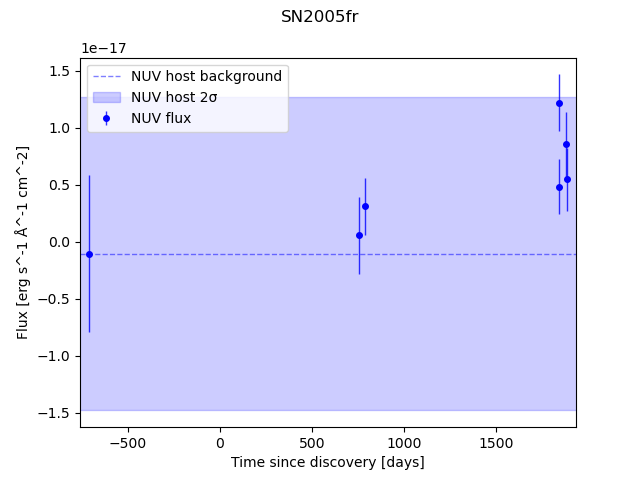 SN2005fr
1e−17
NUV host background
NUV host 2σ
NUV flux
1.5
1.0
0.5
0.0
−0.5
−1.0
−1.5
Flux [erg s^-1 Å^-1 cm^-2]
−500 0 500 1000 1500
Time since discovery [days]